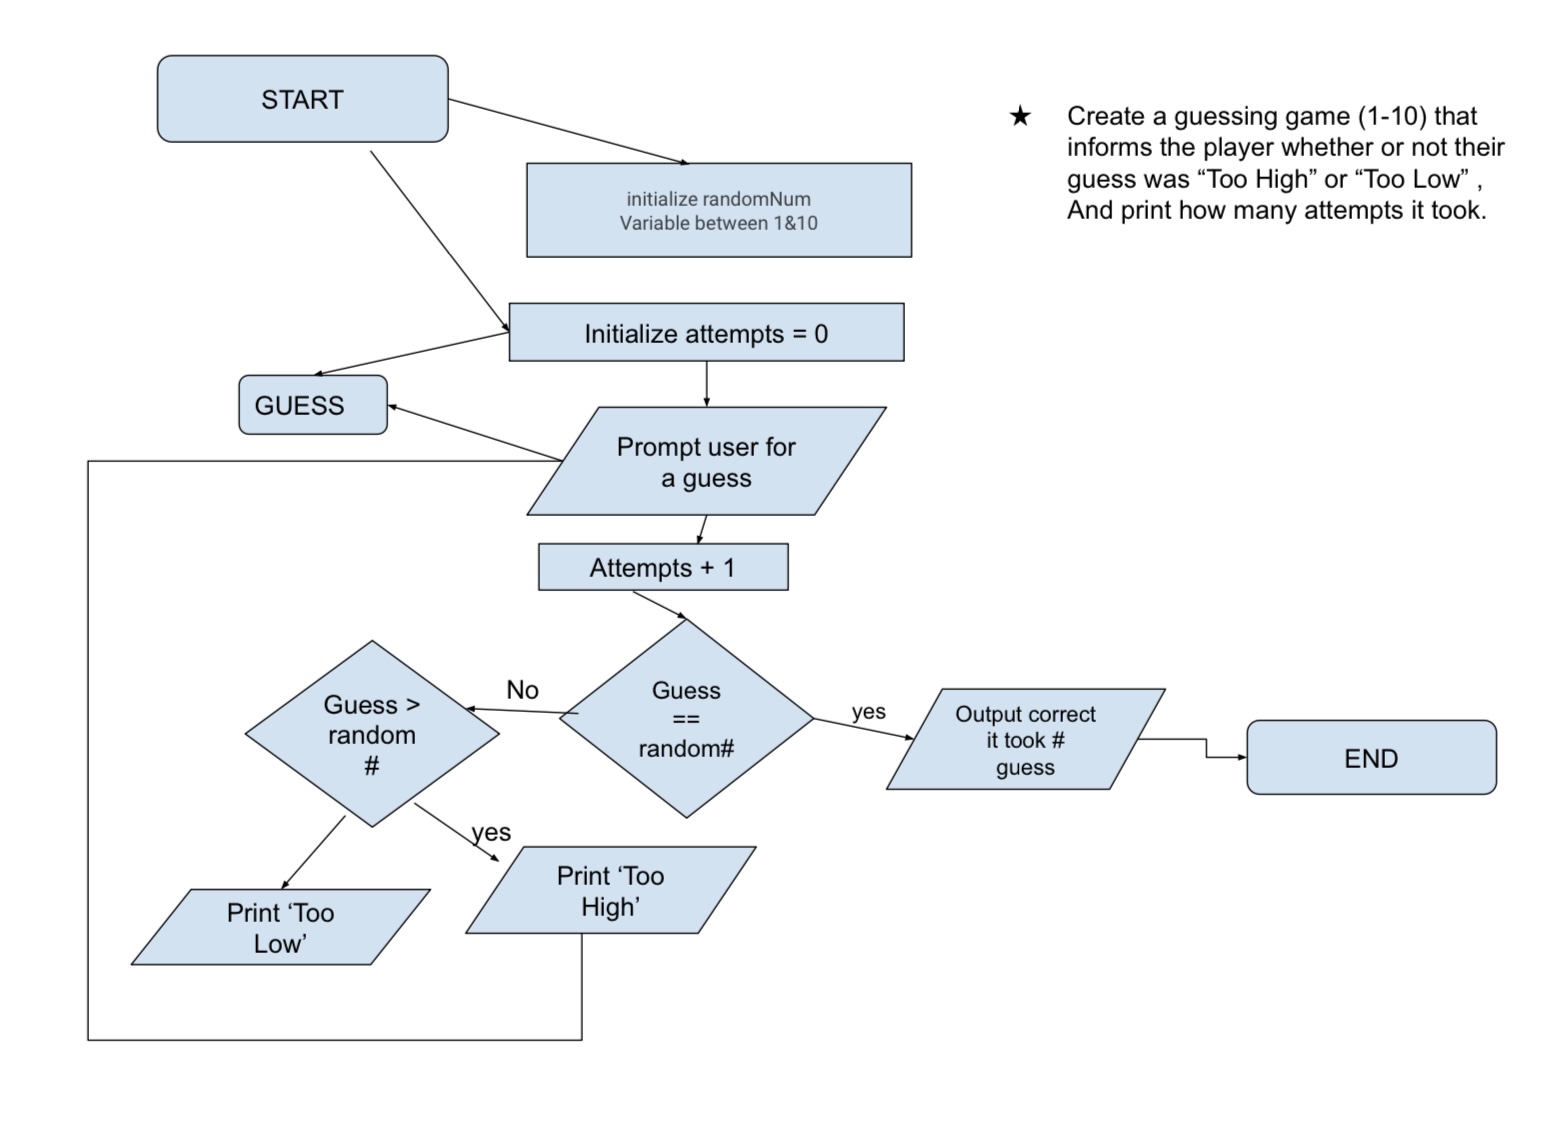 START
★ Create a guessing game (1-10) that
informs the player whether or not their
guess was “Too High” or “Too Low” ,
And print how many attempts it took.
initialize randomNum
Variable between 1&10
Initialize attempts = 0
GUESS
Prompt user for
a guess
Attempts + 1
Guess
==
random#
No
Guess >
random
#
yes
Output correct
it took #
guess
END
yes
Print ‘Too
High’
Print ‘Too
Low’